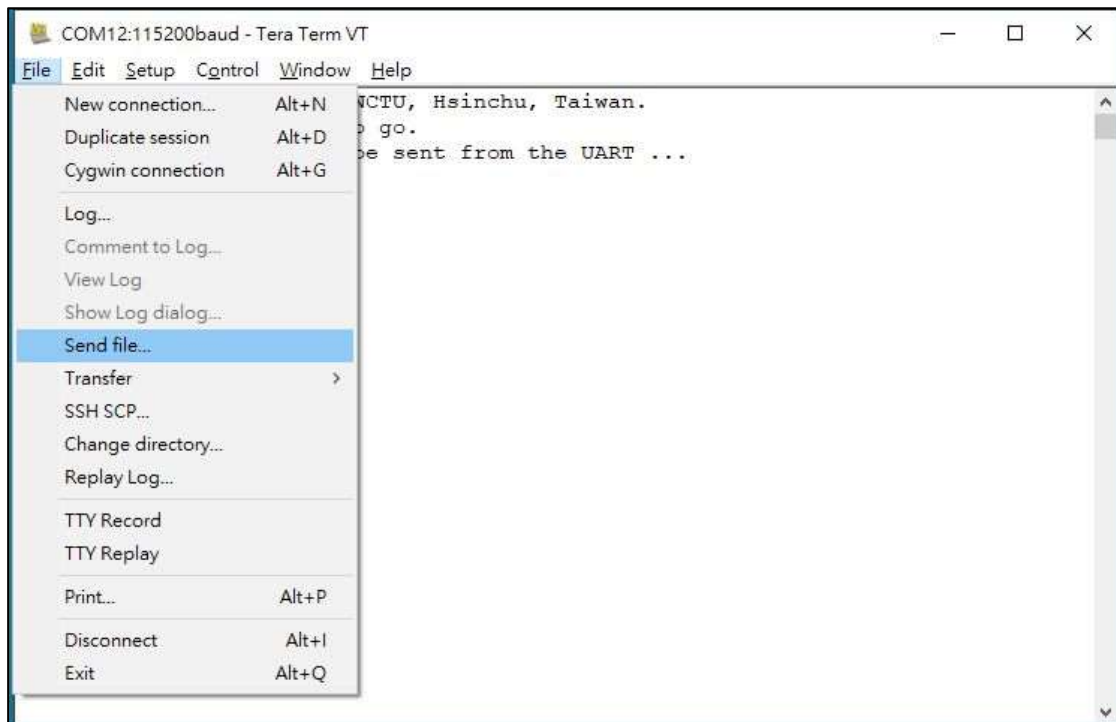 COM12:115200baud - Tera Term VT
File Edit Setup Control Window Help
New connection... Alt+N
Duplicate session Alt+D
Cygwin connection Alt+G
Log...
Comment to Log...
View Log
Show Log dialog...
Send file...
Transfer >
SSH SCP...
Change directory...
Replay Log...
TTY Record
TTY Replay
Print... Alt+P
Disconnect Alt+I
Exit Alt+Q
NCTU, Hsinchu, Taiwan.
go.
be sent from the UART ...